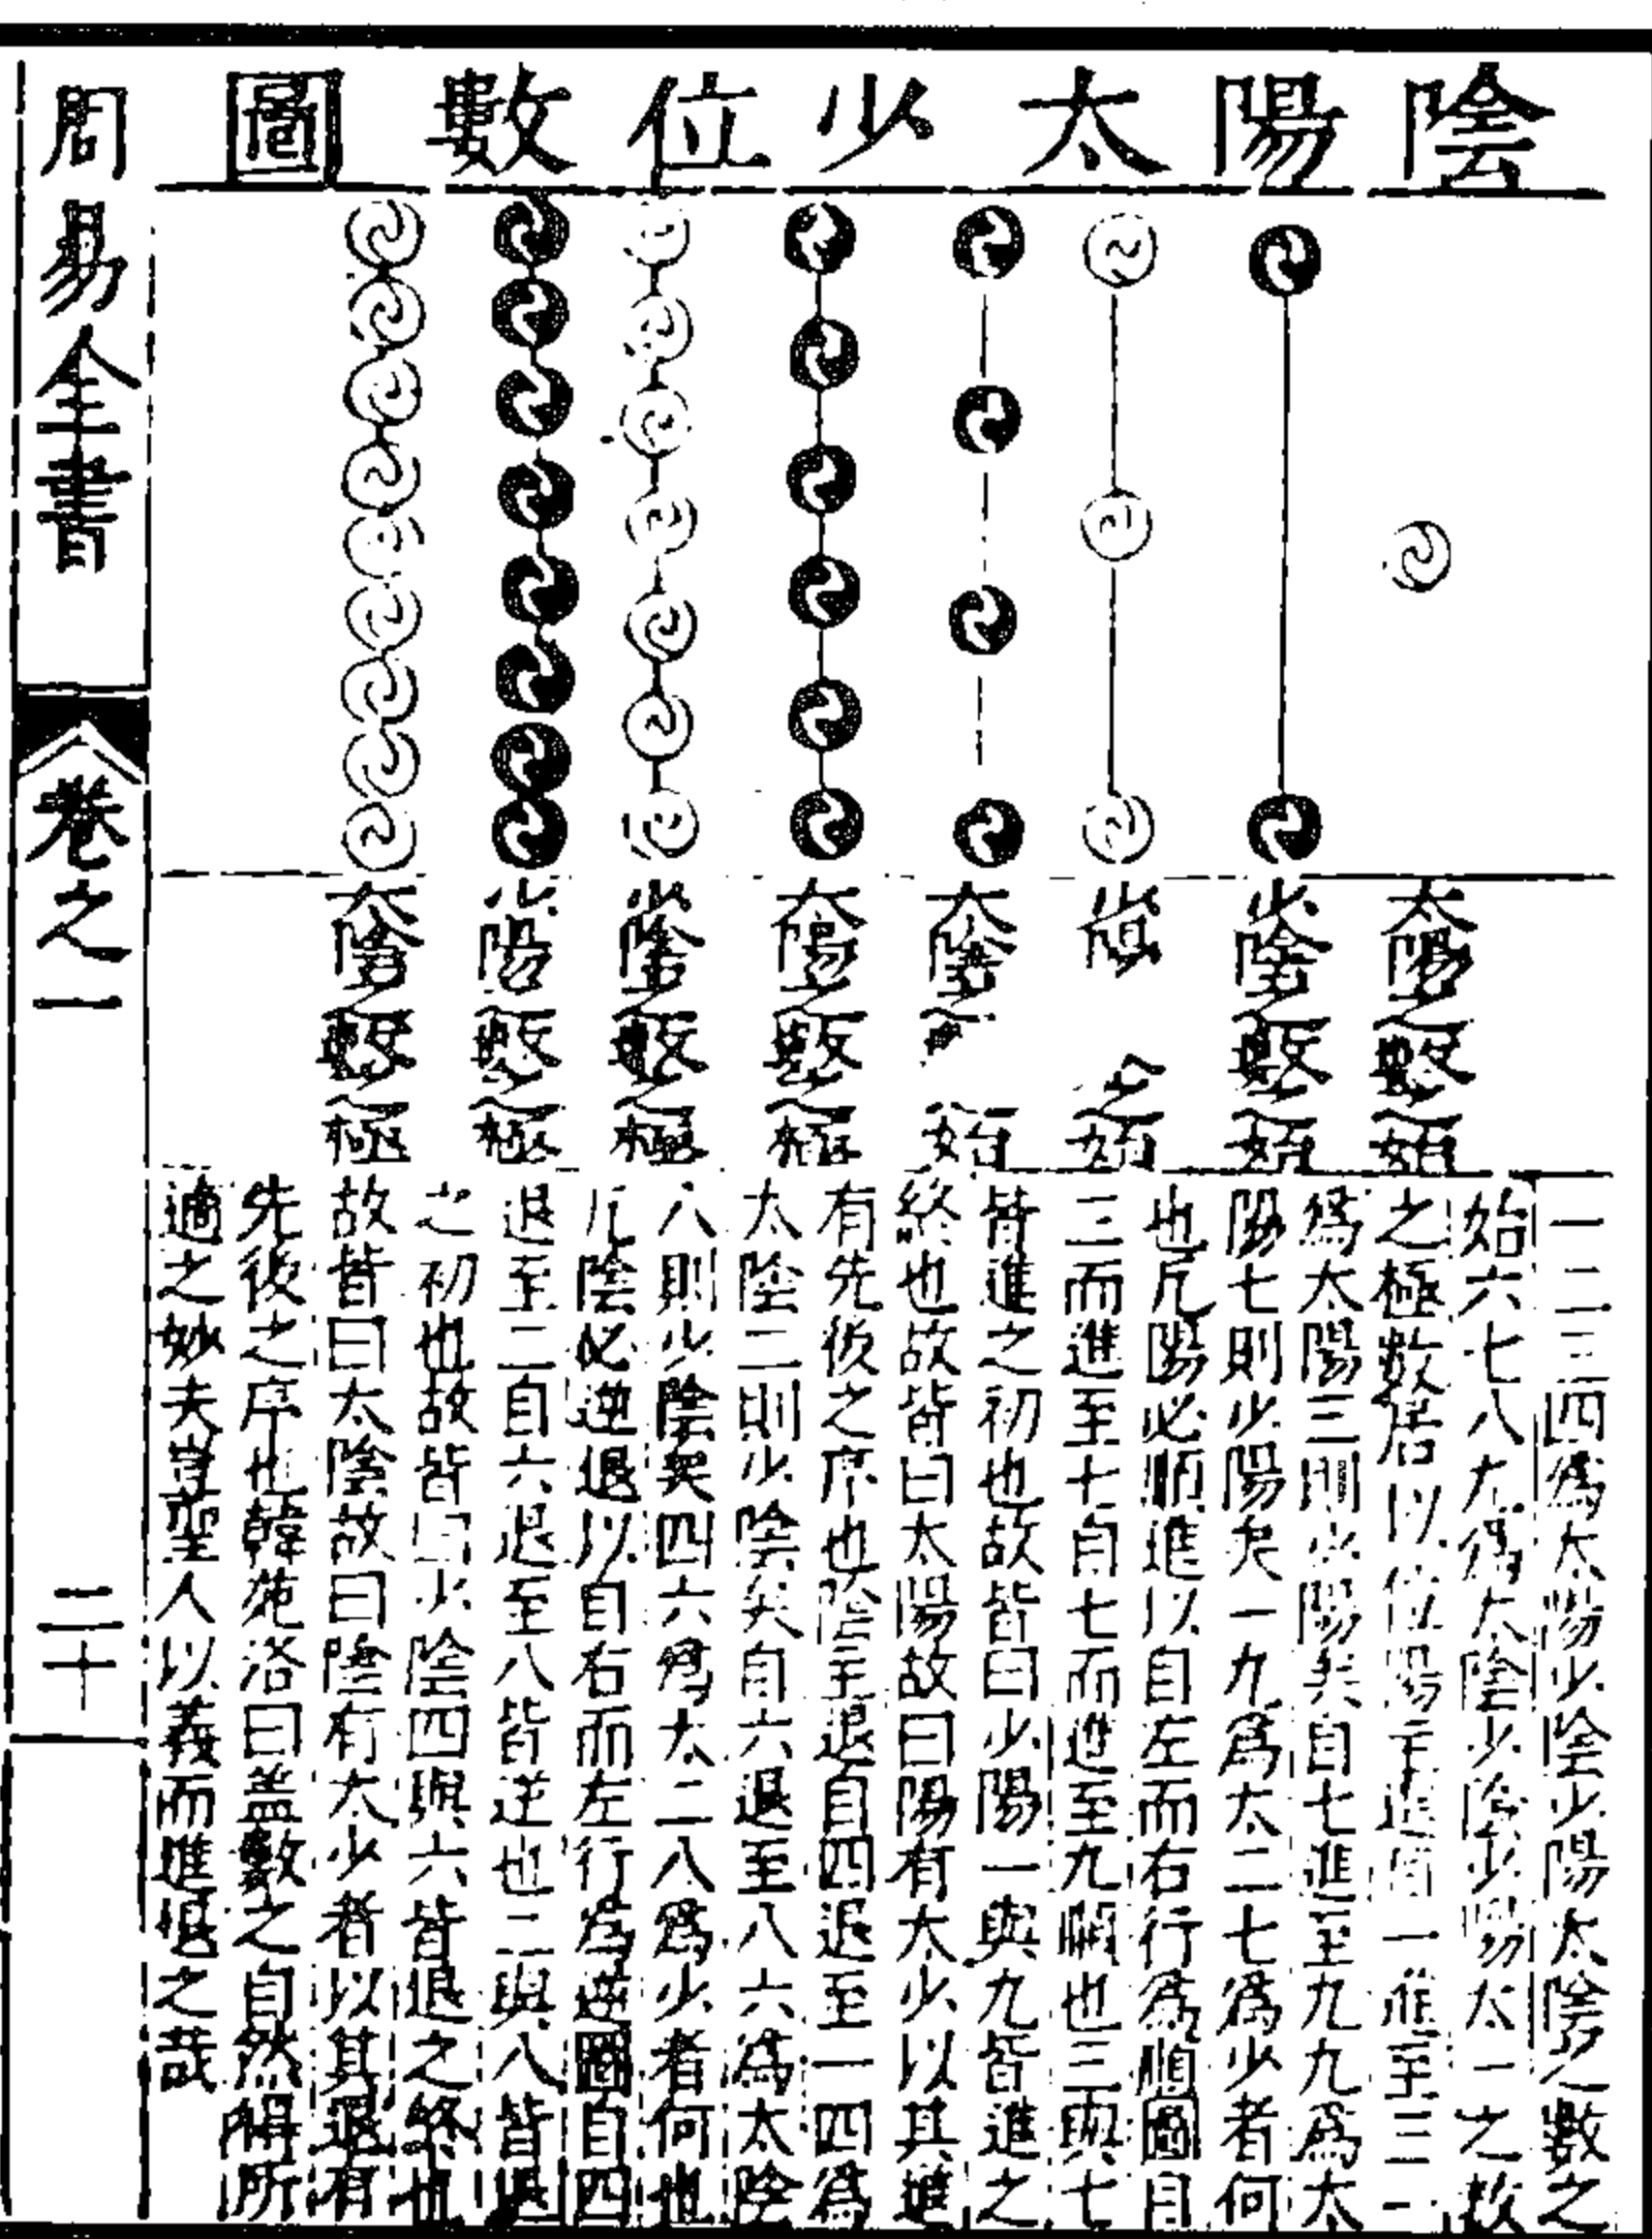 陰陽太少位數圖
太陽之數之始
少陰之數之始
少陽之始
太陰之始
太陽之數之極
少陰之數之極
少陽之數之極
太陰之數之極
一二三四爲太陽少陰少陽太陰之數之
始六七八九爲太陰少陰少陽太一之故
之極數居以位陽主進自一進至三一
爲太陽三則少陽矣自七進至九九爲太
陽七則少陽矣一九爲太二七爲少者何
也凡陽必順進以自左而右行爲順圖自
三而進至七自七而進至九順也三與七
皆進之初也故皆曰少陽一與九皆進之
終也故皆曰太陽故曰陽有太少以其進
有先後之序也陰主退自四退至一四爲
太陰二則少陰矣自六退至八六爲太陰
八則少陰矣四六爲太二八爲少者何也
凡陰必逆退以自右而左行爲逆圖自四
退至二自六退至八皆逆也二與八皆退
之初也故皆曰少陰四與六皆退之終也
故皆曰太陰故曰陰有太少者以其退有
先後之序也韓苑洛曰盖數之自然得所
適之妙夫豈聖人以義而進退之哉
周易全書
卷之一
二十